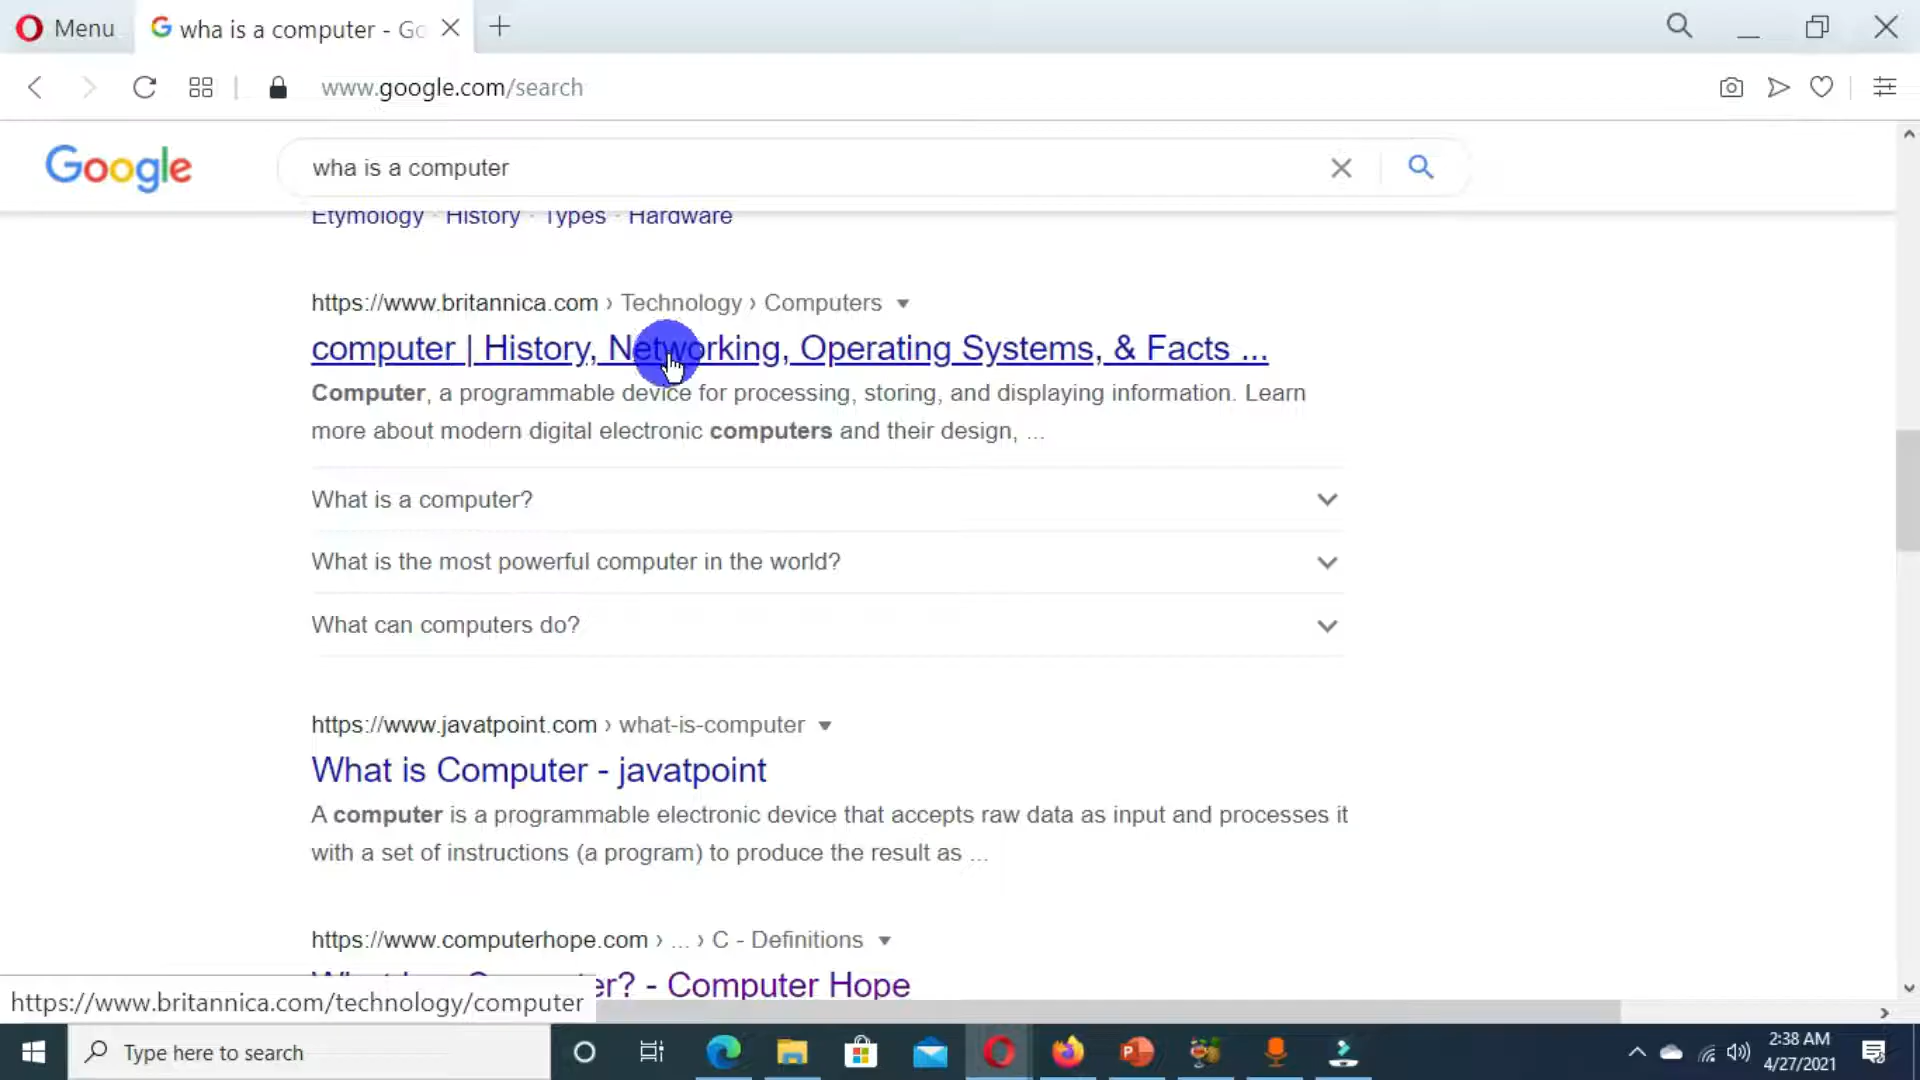 Menu
wha is a computer - Go
www.google.com/search
Google
wha is a computer
Etymology · History · Types · Hardware
https://www.britannica.com › Technology › Computers
computer | History, Networking, Operating Systems, & Facts ...
Computer, a programmable device for processing, storing, and displaying information. Learn
more about modern digital electronic computers and their design, ...
What is a computer?
What is the most powerful computer in the world?
What can computers do?
https://www.javatpoint.com › what-is-computer
What is Computer - javatpoint
A computer is a programmable electronic device that accepts raw data as input and processes it
with a set of instructions (a program) to produce the result as ...
https://www.computerhope.com › ... › C - Definitions
er? - Computer Hope
https://www.britannica.com/technology/computer
Type here to search
2:38 AM
4/27/2021